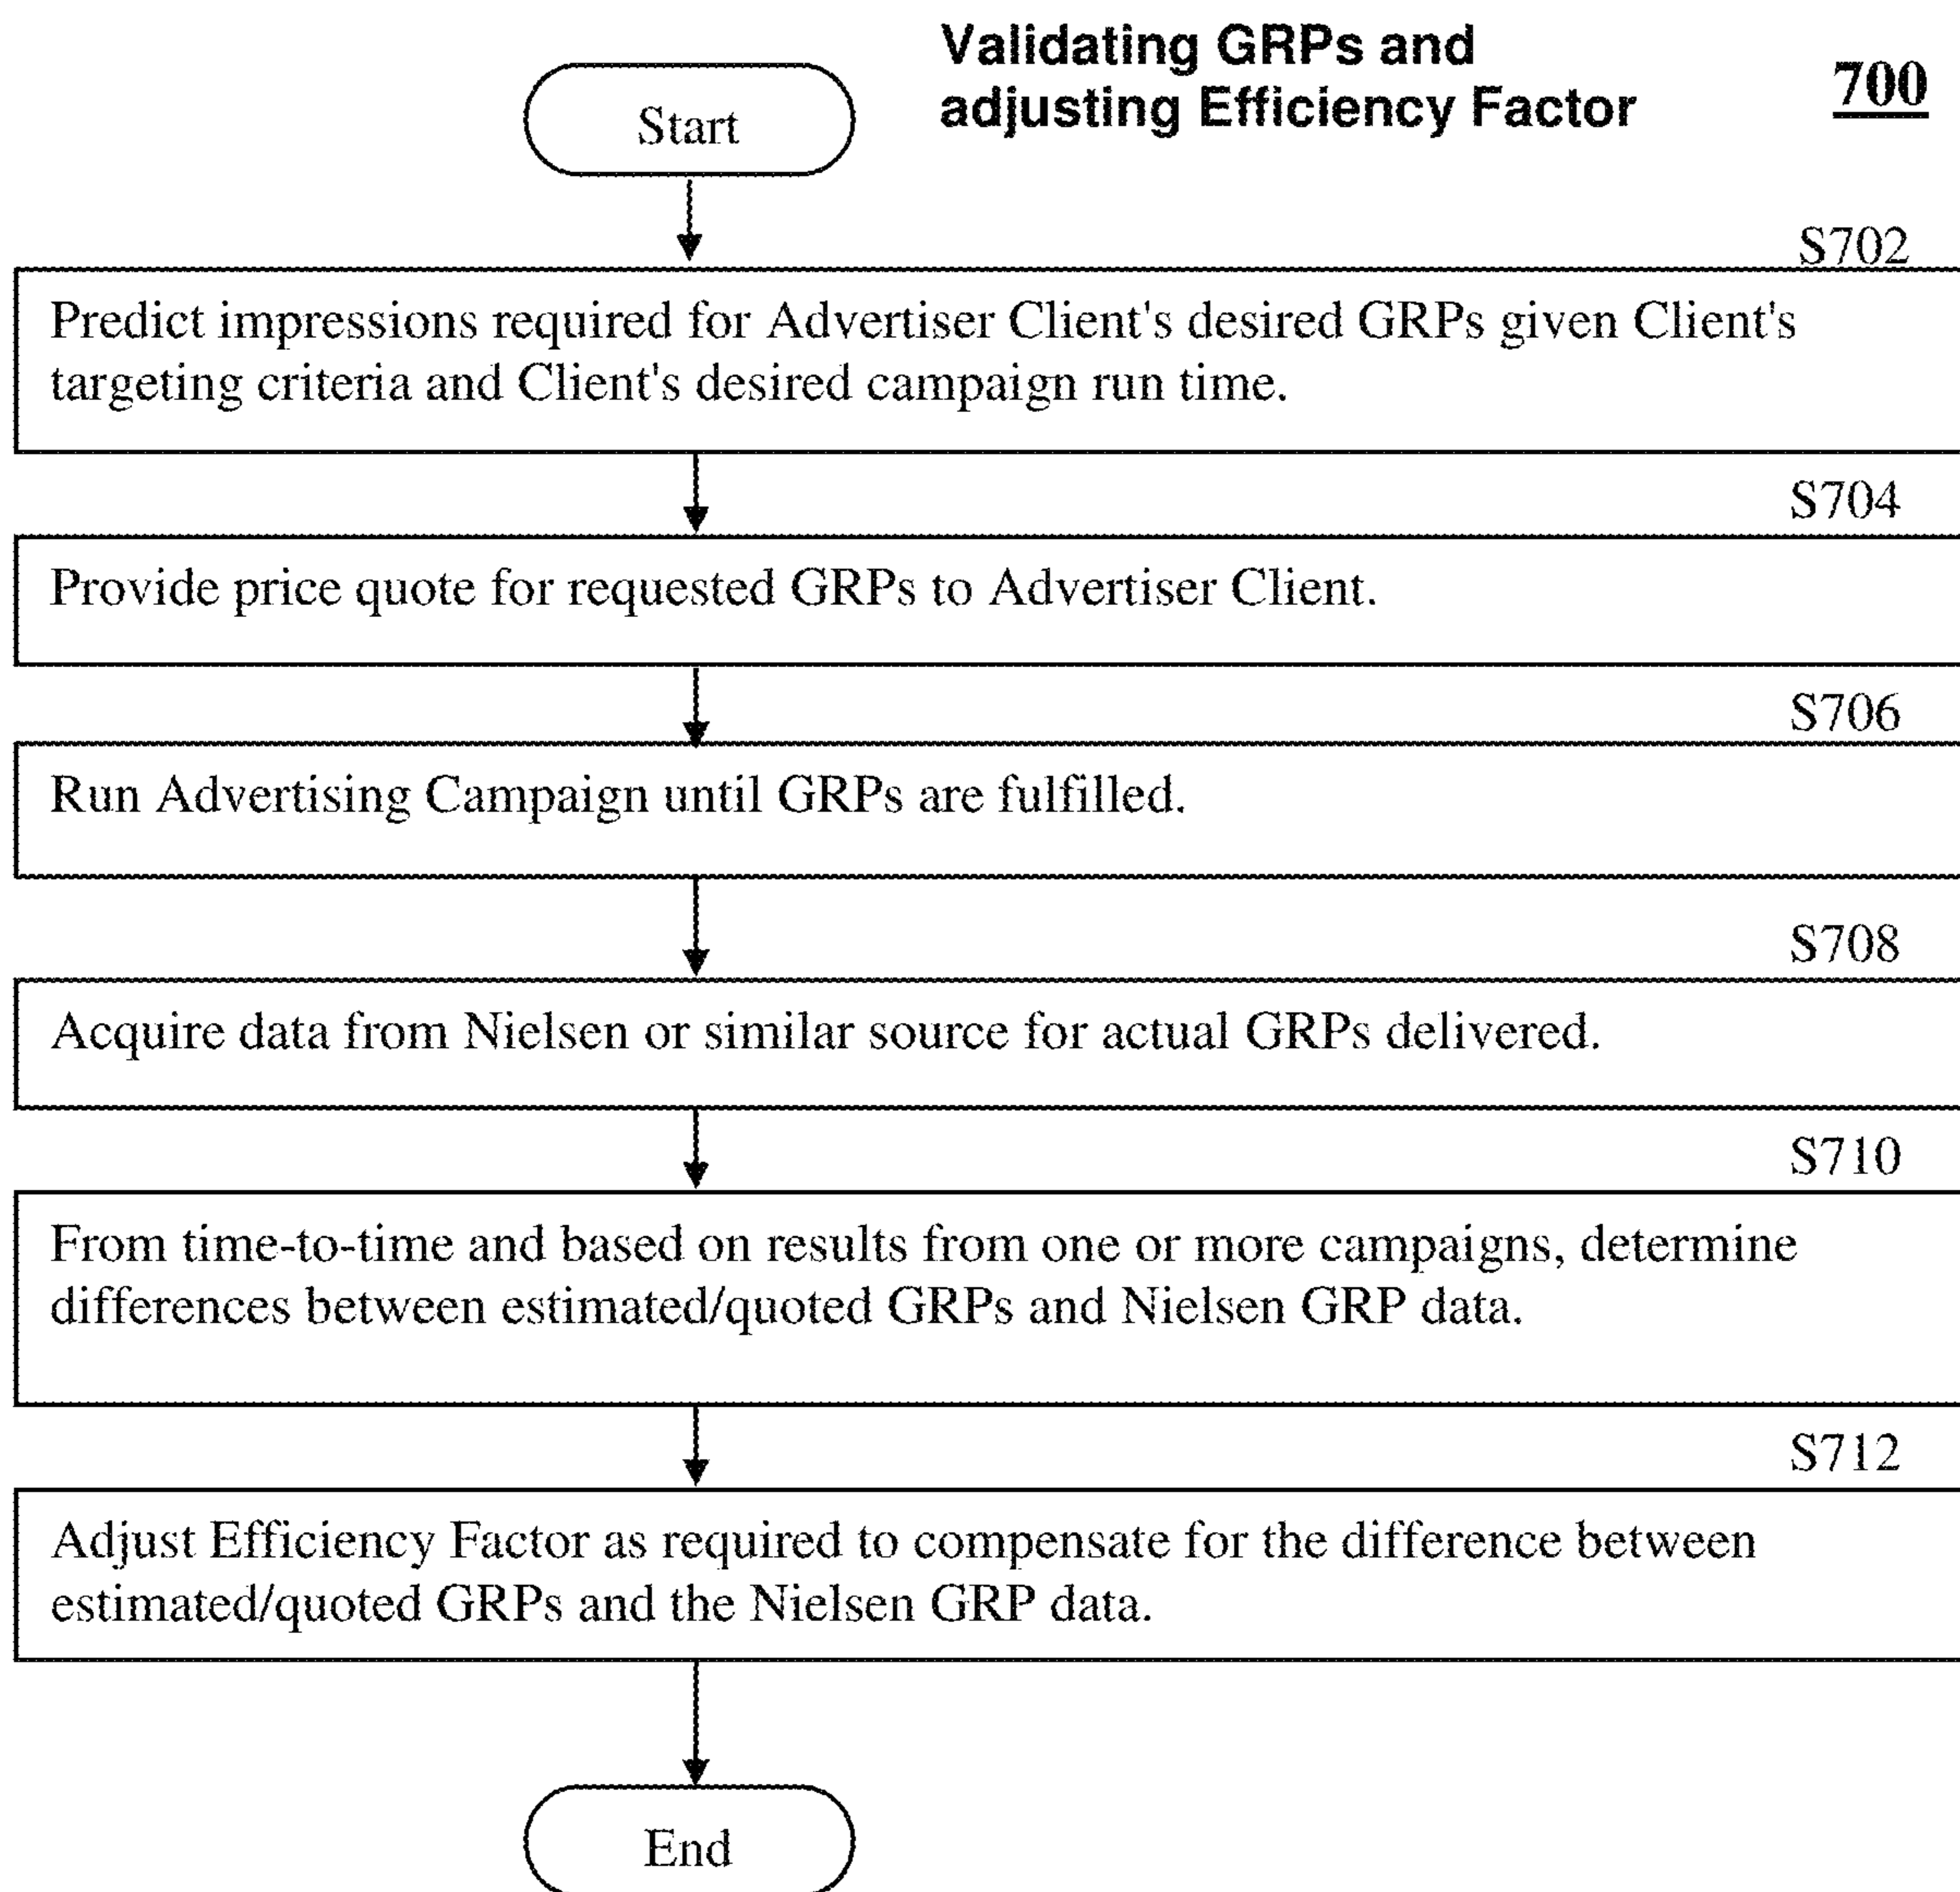 Validating GRPs and
adjusting Efficiency Factor
700
Start
S702
Predict impressions required for Advertiser Client's desired GRPs given Client's
targeting criteria and Client's desired campaign run time.
S704
Provide price quote for requested GRPs to Advertiser Client.
S706
Run Advertising Campaign until GRPs are fulfilled.
S708
Acquire data from Nielsen or similar source for actual GRPs delivered.
S710
From time-to-time and based on results from one or more campaigns, determine
differences between estimated/quoted GRPs and Nielsen GRP data.
S712
Adjust Efficiency Factor as required to compensate for the difference between
estimated/quoted GRPs and the Nielsen GRP data.
End